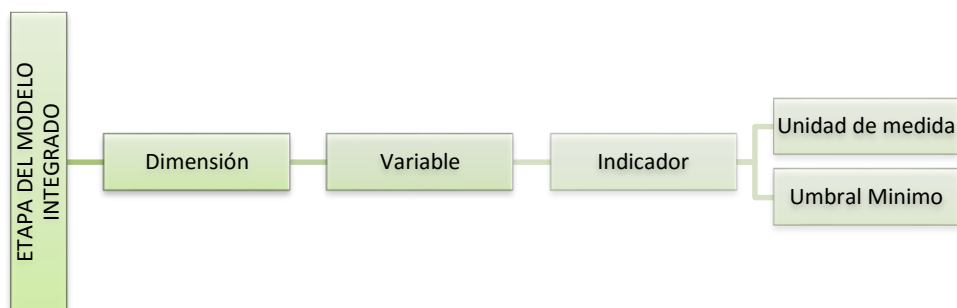 ETAPA DEL MODELO
INTEGRADO
Dimensión
Variable
Indicador
Unidad de medida
Umbral Minimo